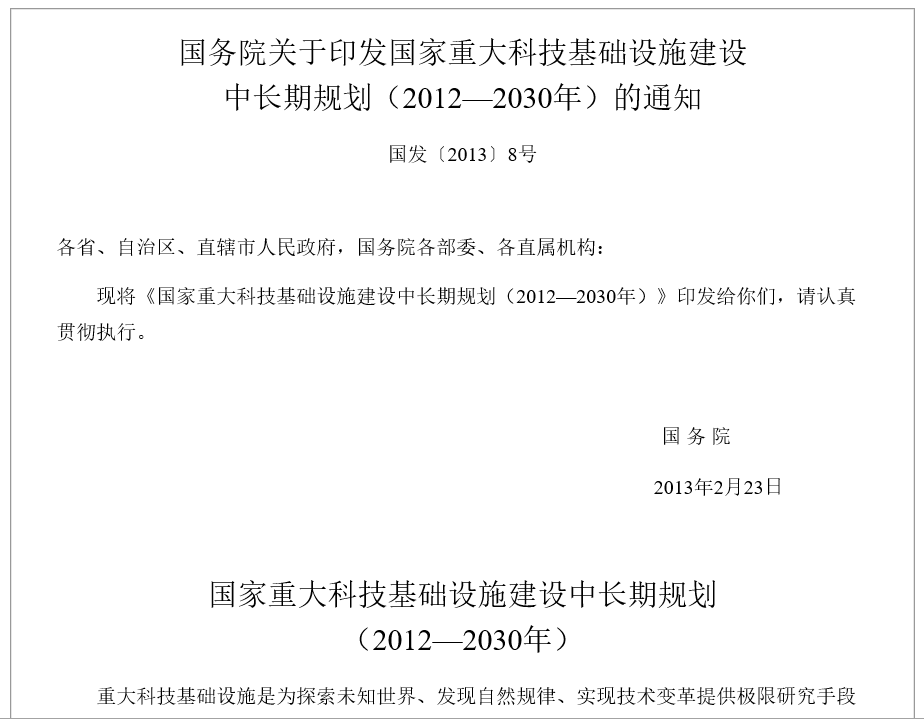 国务院关于印发国家重大科技基础设施建设
中长期规划（2012—2030年）的通知
国发〔2013〕8号
各省、自治区、直辖市人民政府，国务院各部委、各直属机构：
现将《国家重大科技基础设施建设中长期规划（2012—2030年）》印发给你们，请认真
贯彻执行。
国 务 院
2013年2月23日
国家重大科技基础设施建设中长期规划
（2012—2030年）
重大科技基础设施是为探索未知世界、发现自然规律、实现技术变革提供极限研究手段